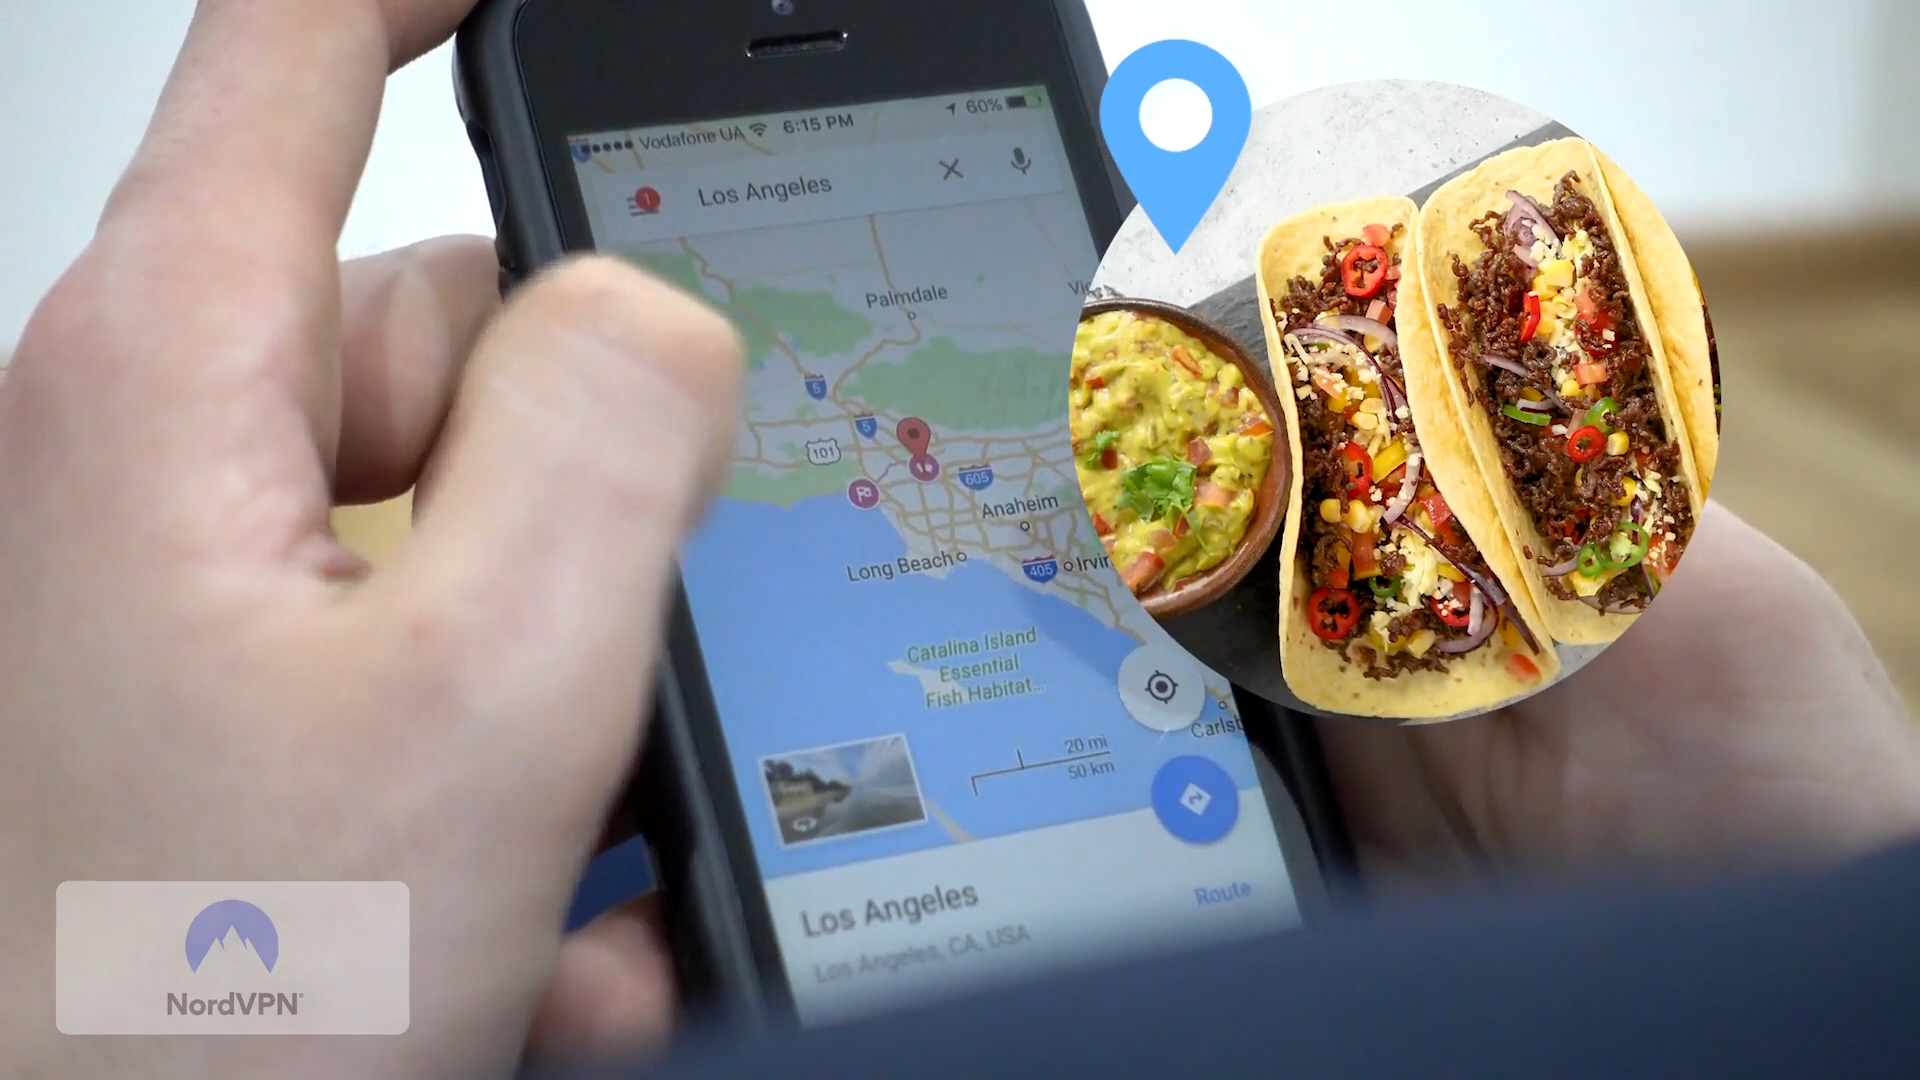 Vodafone UA 6:15 PM 60%
1
Los Angeles
Palmdale
5
5
101
605
Anaheim
Long Beach
405
Catalina Island
Essential
Fish Habitat...
20 mi
50 km
Los Angeles
Route
Los Angeles, CA, USA
NordVPN®